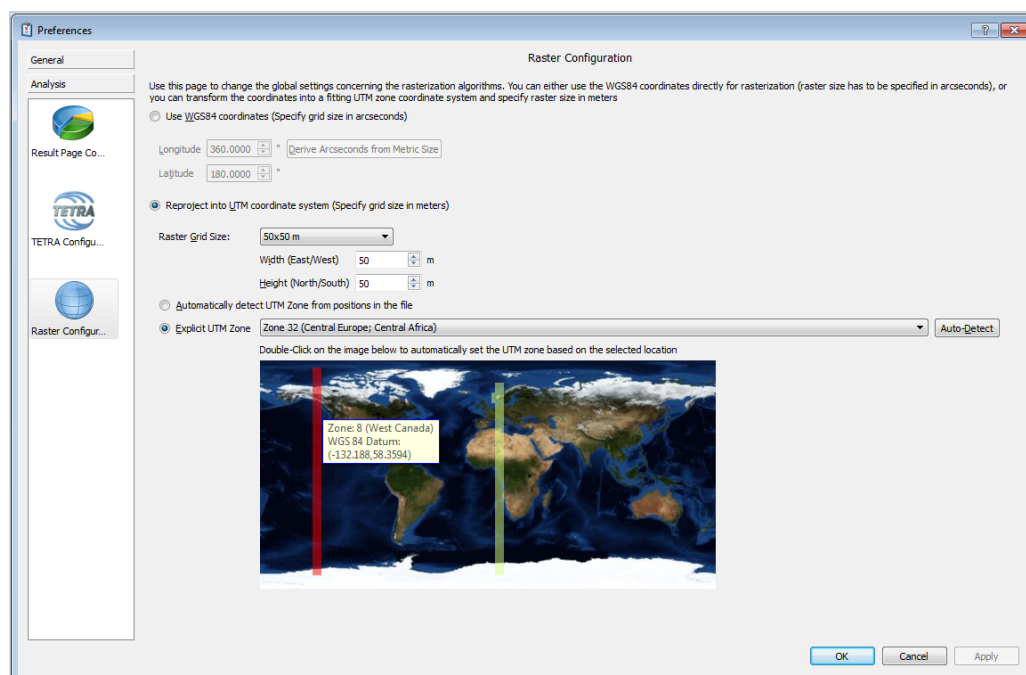 Preferences
General
Analysis
Result Page Co...
TETRA
TETRA Configu...
Raster Configur...
Raster Configuration
Use this page to change the global settings concerning the rasterization algorithms. You can either use the WGS84 coordinates directly for rasterization (raster size has to be specified in arcseconds), or
you can transform the coordinates into a fitting UTM zone coordinate system and specify raster size in meters
Use WGS84 coordinates (Specify grid size in arcseconds)
Longitude 360.0000 " Derive Arcseconds from Metric Size
Latitude 180.0000 "
Reproject into UTM coordinate system (Specify grid size in meters)
Raster Grid Size: 50x50 m
Width (East/West) 50 m
Height (North/South) 50 m
Automatically detect UTM Zone from positions in the file
Explicit UTM Zone Zone 32 (Central Europe; Central Africa) Auto-Detect
Double-Click on the image below to automatically set the UTM zone based on the selected location
Zone: 8 (West Canada)
WGS 84 Datum:
(-132.188,58.3594)
OK Cancel Apply